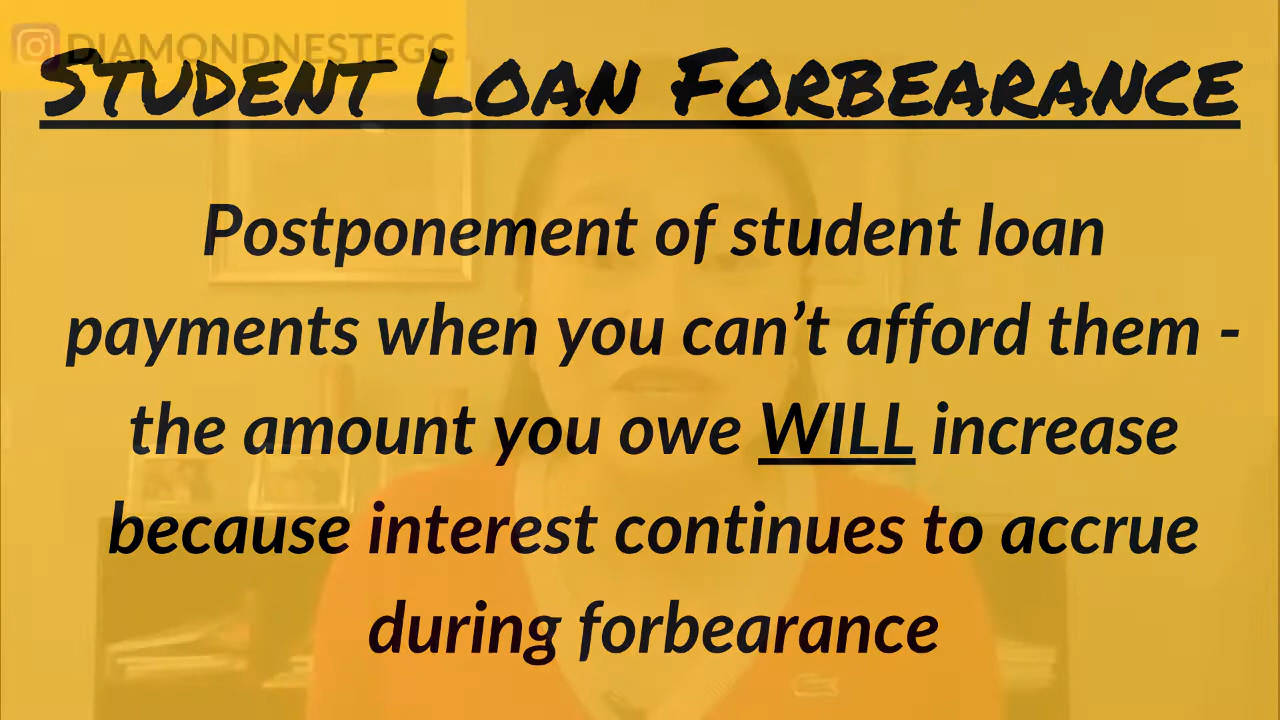 DIAMONDNESTEGG
STUDENT LOAN FORBEARANCE
Postponement of student loan
payments when you can’t afford them -
the amount you owe WILL increase
because interest continues to accrue
during forbearance